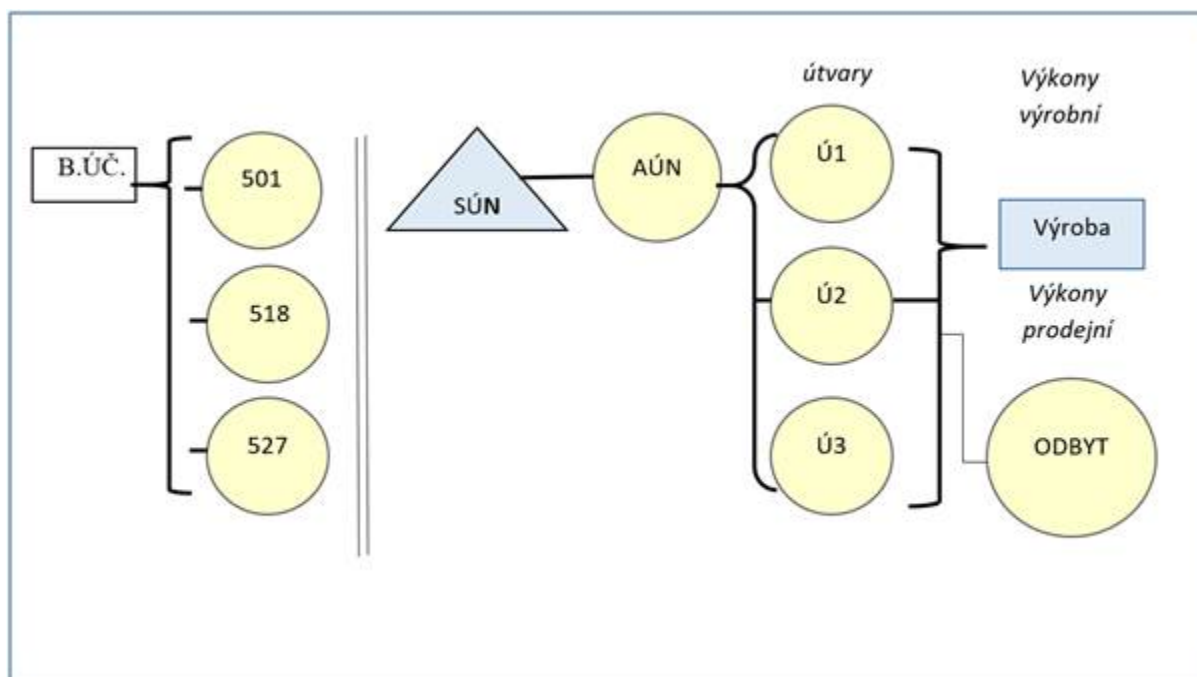 B.ÚČ.
501
518
527
SÚN
AÚN
útvary
Ú1
Ú2
Ú3
Výkony
výrobní
Výroba
Výkony
prodejní
ODBYT